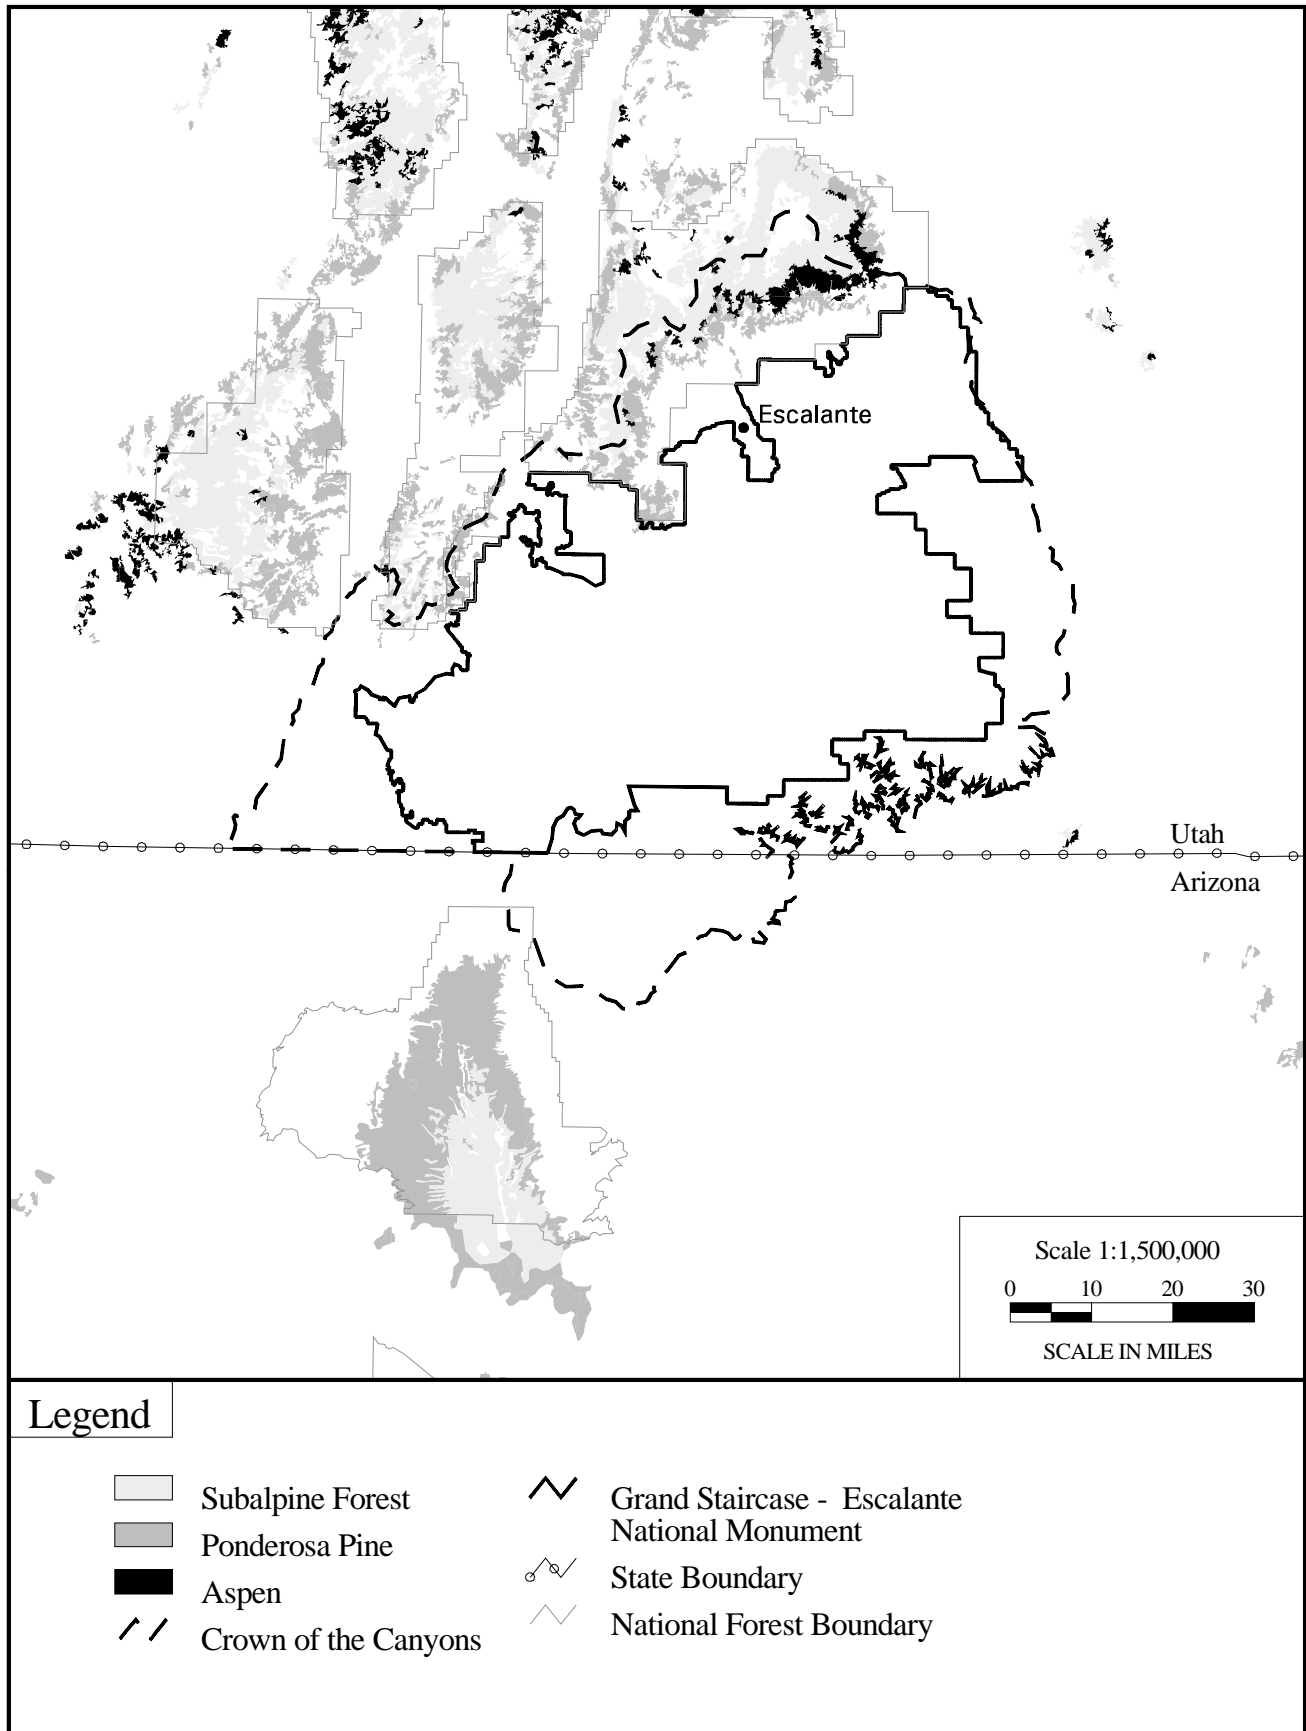 Escalante
Utah
Arizona
Scale 1:1,500,000
0 10 20 30
SCALE IN MILES
Legend
Subalpine Forest
Ponderosa Pine
Aspen
Crown of the Canyons
Grand Staircase - Escalante
National Monument
State Boundary
National Forest Boundary